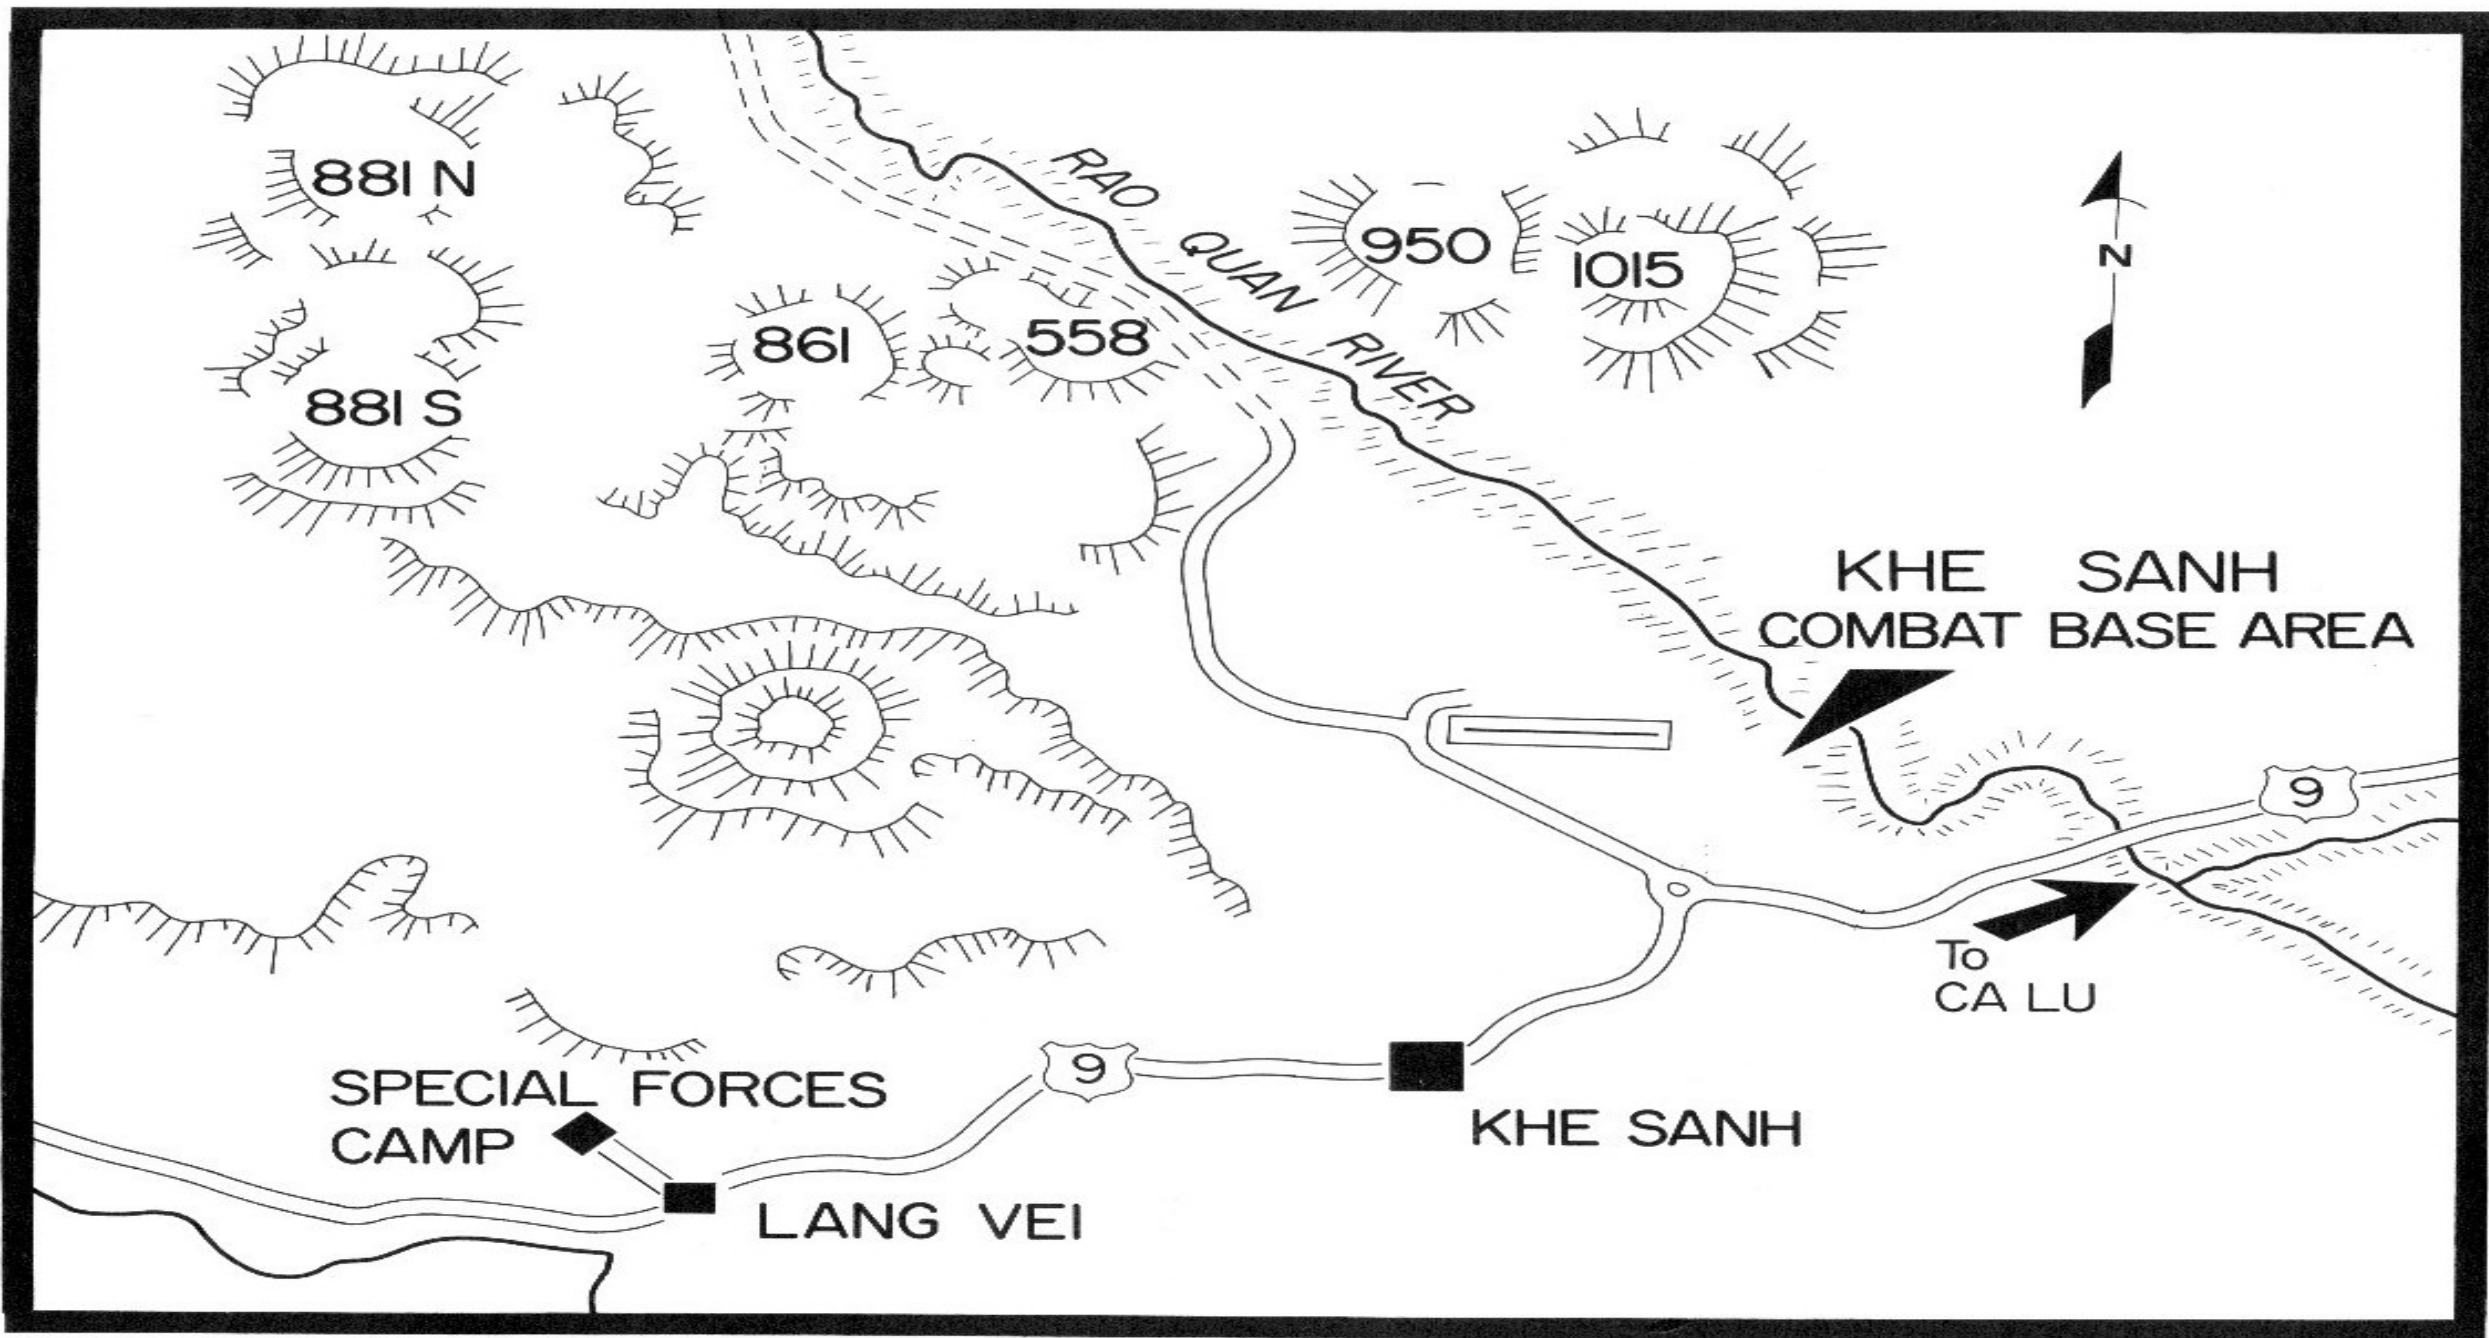 881 N
RAO QUAN RIVER
950
1015
N
861
558
881 S
KHE SANH
COMBAT BASE AREA
9
To
CA LU
9
SPECIAL FORCES
CAMP
KHE SANH
LANG VEI